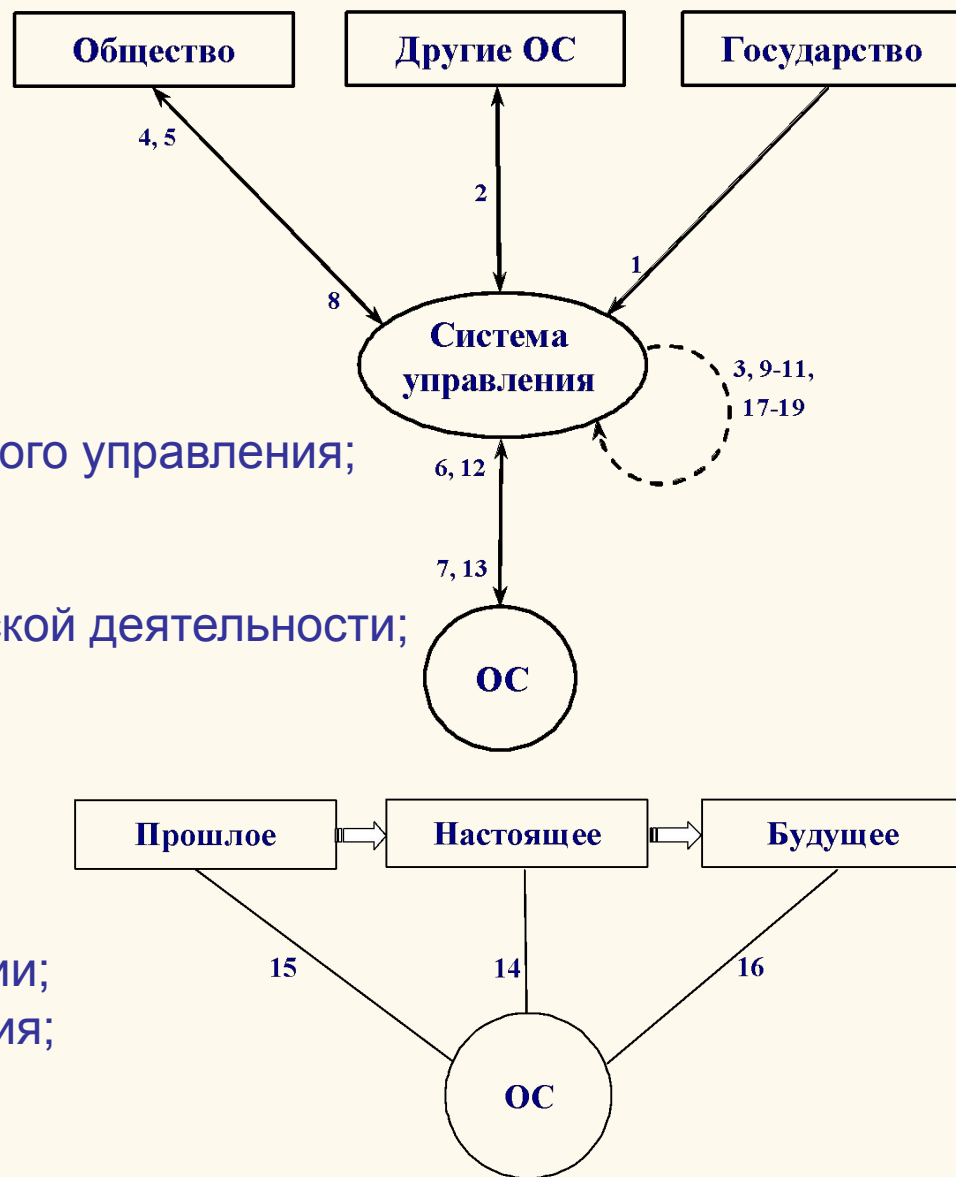 Общество
Другие ОС
Государство
4, 5
2
1
8
Система
управления
3, 9-11,
17-19
ого управления;
6, 12
7, 13
ской деятельности;
ОС
Прошлое
Настоящее
Будущее
ии;
15
14
16
ия;
ОС